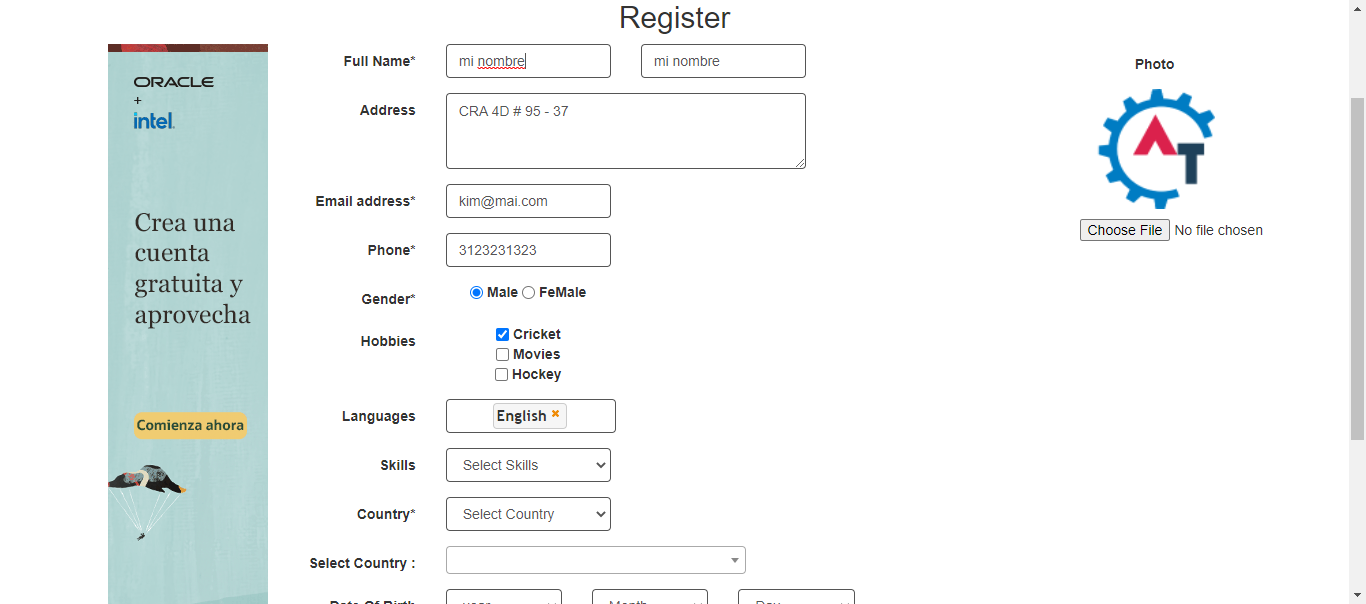 Register
ORACLE
+
intel.
Crea una
cuenta
gratuita y
aprovecha
Comienza ahora
Full Name* mi nombre mi nombre
Address CRA 4D # 95 - 37
Email address* kim@mai.com
Phone* 3123231323
Gender* Male FeMale
Hobbies Cricket
Movies
Hockey
Languages English
Skills Select Skills
Country* Select Country
Select Country :
Date Of Birth year Month Day
Photo
AT
Choose File No file chosen